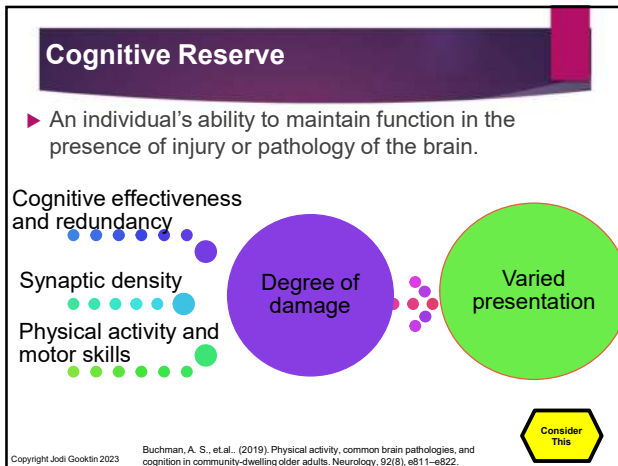 Cognitive Reserve
An individual's ability to maintain function in the
presence of injury or pathology of the brain.
Cognitive effectiveness
and redundancy
Synaptic density
Physical activity and
motor skills
Degree of
damage
Varied
presentation
Consider
This
Copyright Jodi Gooktin 2023
Buchman, A. S., et.al.. (2019). Physical activity, common brain pathologies, and
cognition in community-dwelling older adults. Neurology, 92(8), e811–e822.